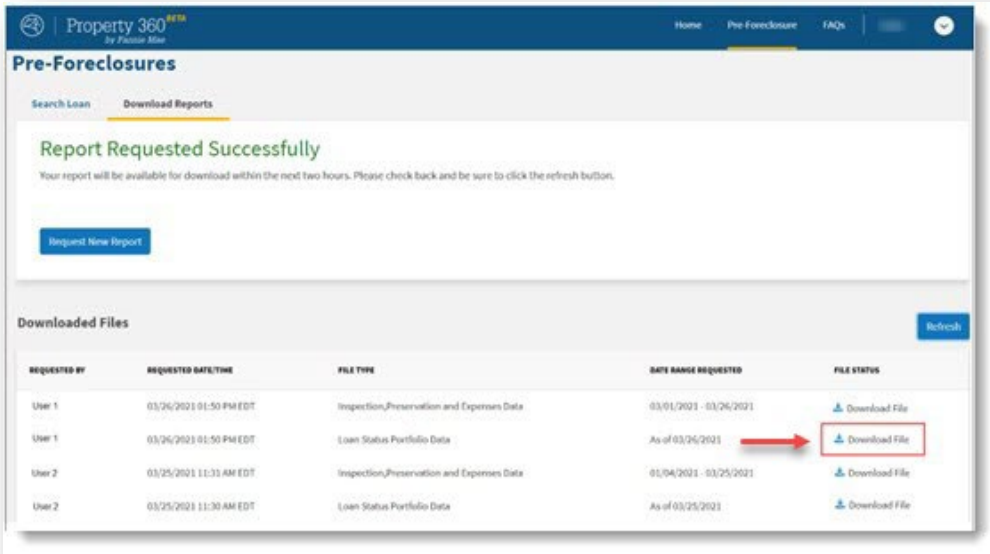 Property 360 BETA
by Fannie Mae
Home Pre-Foreclosure FAQs
Pre-Foreclosures
Search Loan Download Reports
Report Requested Successfully
Your report will be available for download within the next two hours. Please check back and be sure to click the refresh button.
Request New Report
Downloaded Files
Refresh
REQUESTED BY REQUESTED DATE/TIME FILE TYPE DATE RANGE REQUESTED FILE STATUS
User 1 03/26/2021 01:50 PM EDT Inspection,Preservation and Expenses Data 03/01/2021 - 03/26/2021 Download File
User 1 03/26/2021 01:50 PM EDT Loan Status Portfolio Data As of 03/26/2021 Download File
User 2 03/25/2021 11:31 AM EDT Inspection,Preservation and Expenses Data 01/04/2021 - 03/25/2021 Download File
User 2 03/25/2021 11:30 AM EDT Loan Status Portfolio Data As of 03/25/2021 Download File